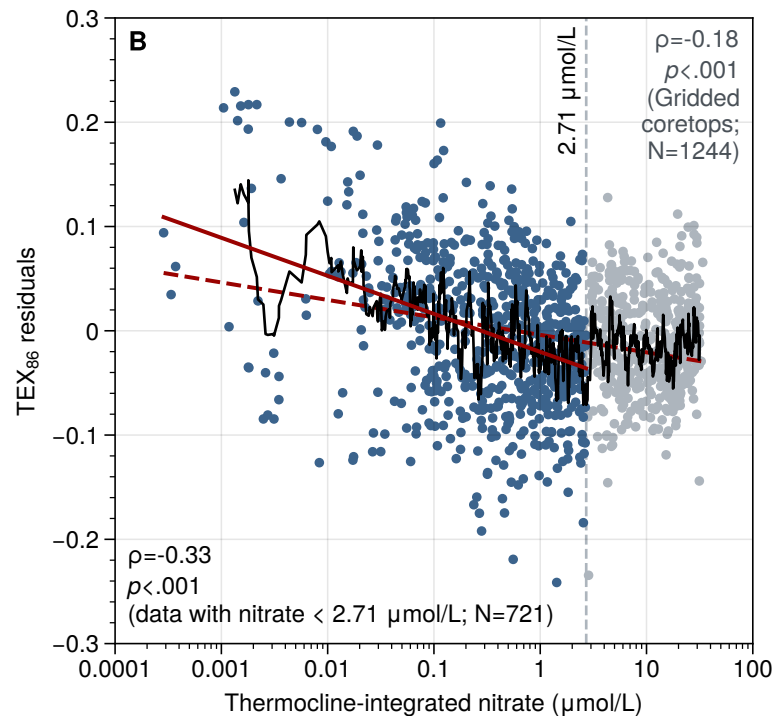 B
2.71 μmol/L
ρ=-0.18
p<.001
(Gridded
coretops;
N=1244)
0.3
0.2
0.1
0
−0.1
−0.2
−0.3
TEX86 residuals
ρ=-0.33
p<.001
(data with nitrate < 2.71 μmol/L; N=721)
0.0001 0.001 0.01 0.1 1 10 100
Thermocline-integrated nitrate (μmol/L)